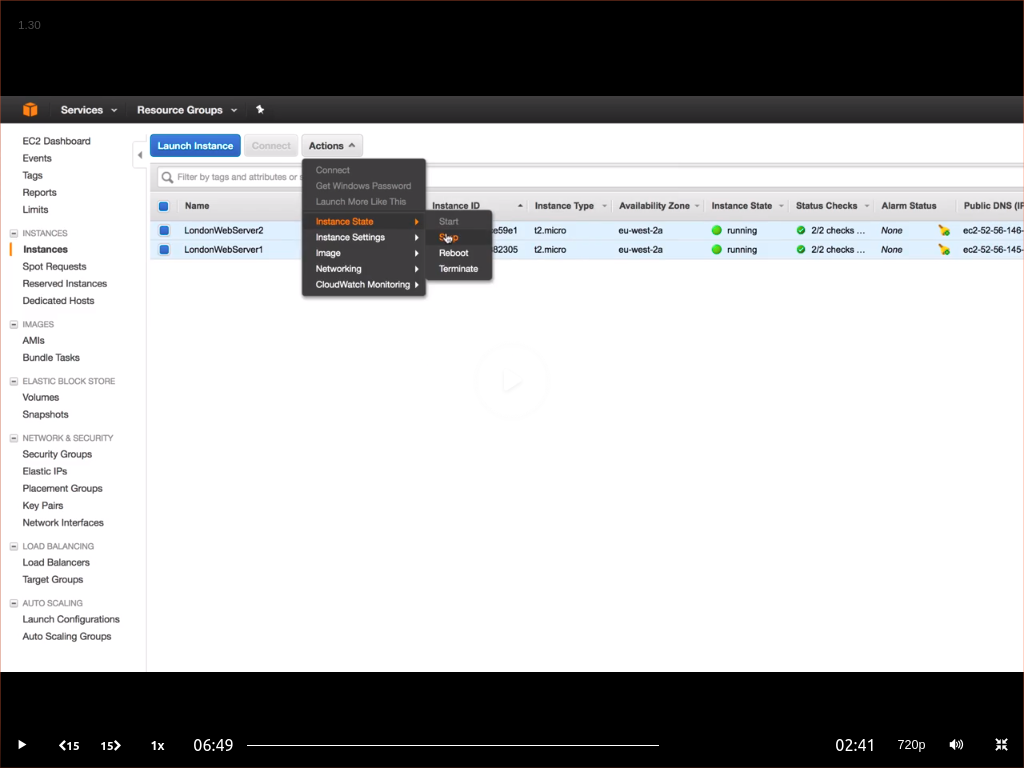 1.30
Services Resource Groups
EC2 Dashboard
Events
Tags
Reports
Limits
INSTANCES
Instances
Spot Requests
Reserved Instances
Dedicated Hosts
IMAGES
AMIs
Bundle Tasks
ELASTIC BLOCK STORE
Volumes
Snapshots
NETWORK & SECURITY
Security Groups
Elastic IPs
Placement Groups
Key Pairs
Network Interfaces
LOAD BALANCING
Load Balancers
Target Groups
AUTO SCALING
Launch Configurations
Auto Scaling Groups
Launch Instance Connect Actions
Filter by tags and attributes or
Connect
Get Windows Password
Launch More Like This
Instance State
Instance Settings
Image
Networking
CloudWatch Monitoring
Start
Reboot
Terminate
Name Instance ID Instance Type Availability Zone Instance State Status Checks Alarm Status Public DNS (IP
LondonWebServer2 e59e1 t2.micro eu-west-2a running 2/2 checks ... None ec2-52-56-146-
LondonWebServer1 82305 t2.micro eu-west-2a running 2/2 checks ... None ec2-52-56-145-
15 15 1x 06:49 02:41 720p